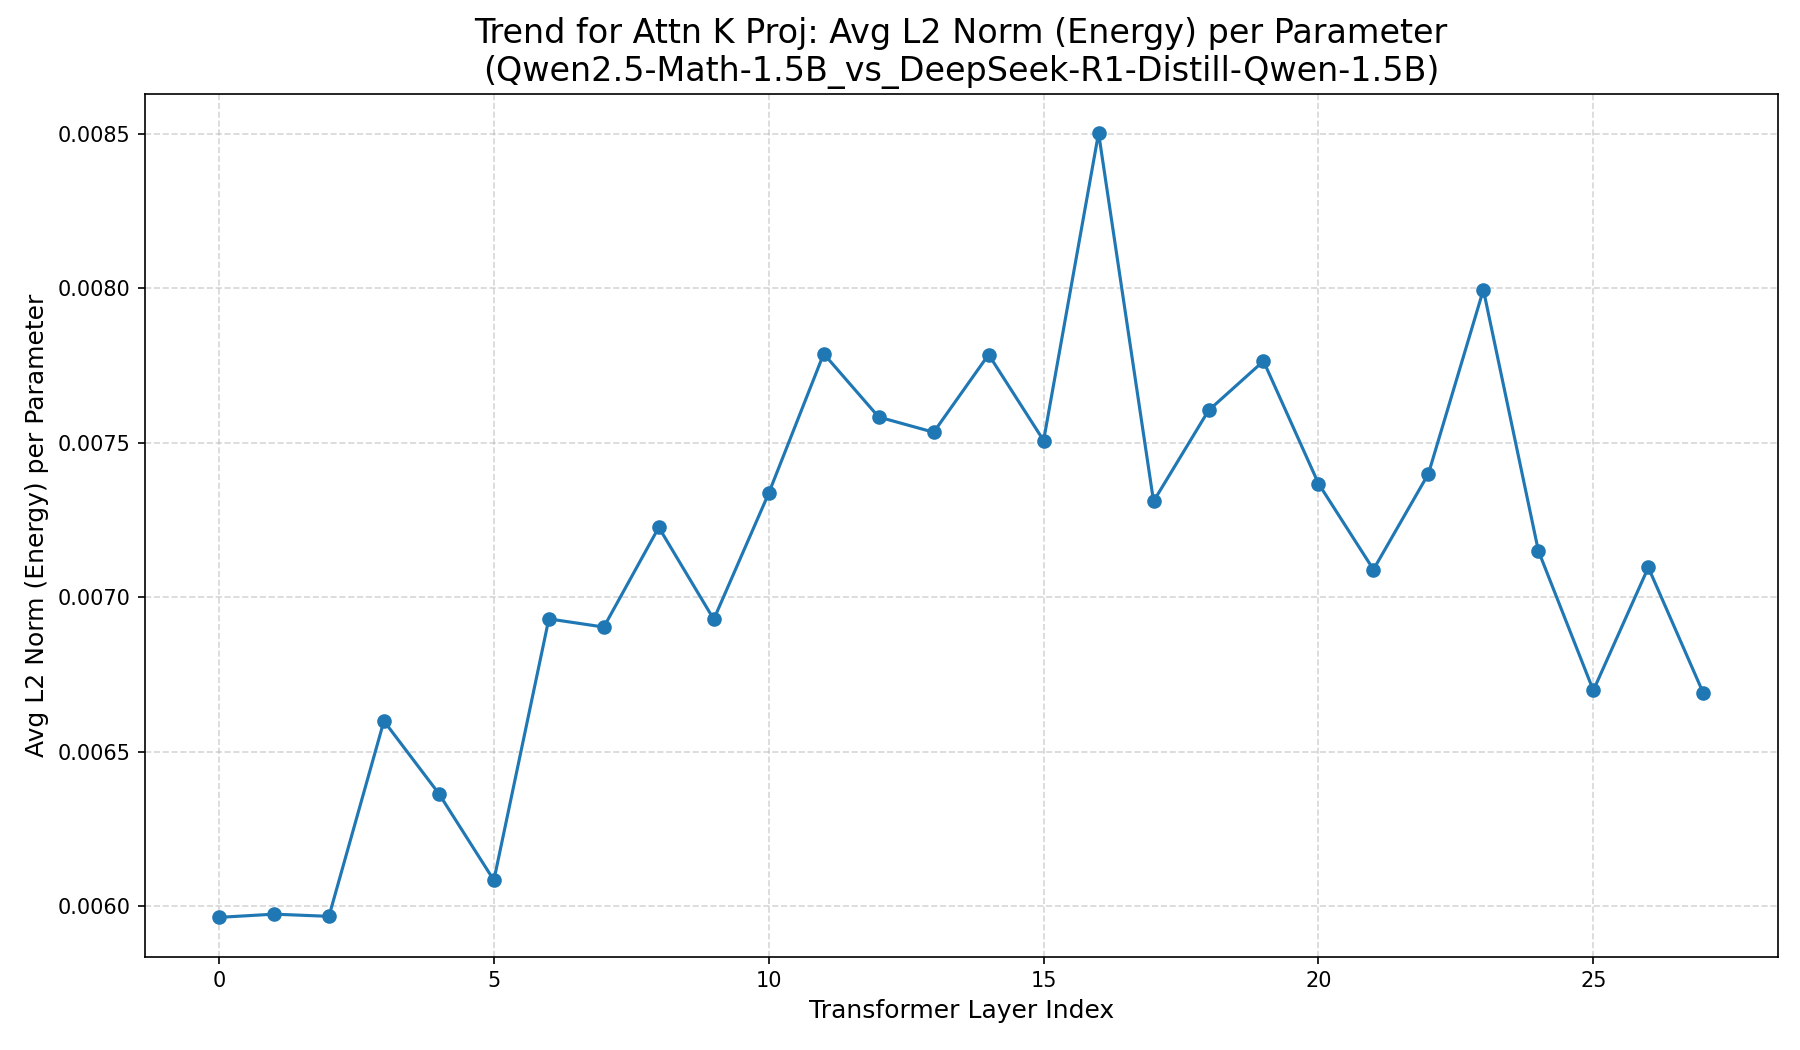 Trend for Attn K Proj: Avg L2 Norm (Energy) per Parameter
(Qwen2.5-Math-1.5B_vs_DeepSeek-R1-Distill-Qwen-1.5B)
Avg L2 Norm (Energy) per Parameter
0.0085
0.0080
0.0075
0.0070
0.0065
0.0060
0 5 10 15 20 25
Transformer Layer Index